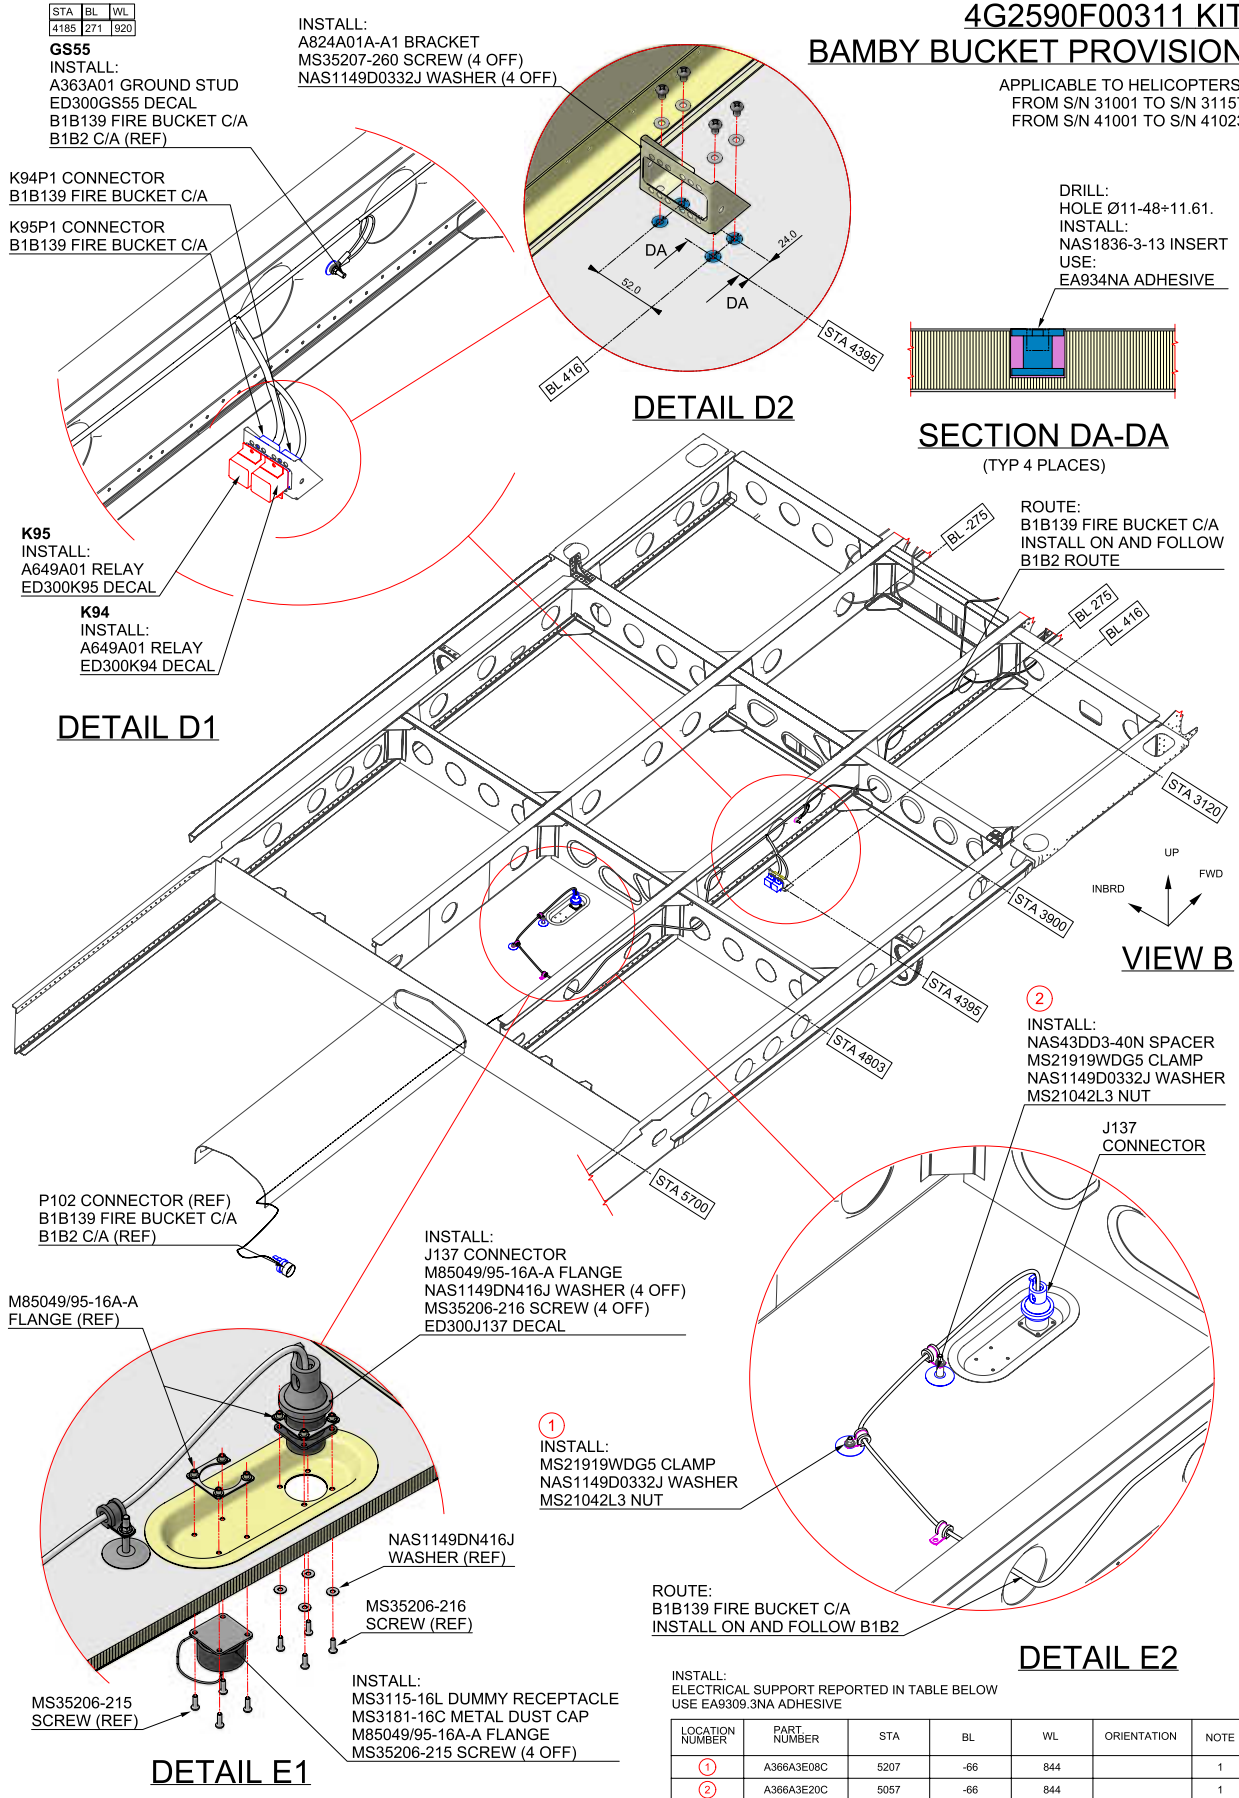 STA BL WL
4185 271 920
GS55
INSTALL:
A363A01 GROUND STUD
ED300GS55 DECAL
B1B139 FIRE BUCKET C/A
B1B2 C/A (REF)
K94P1 CONNECTOR
B1B139 FIRE BUCKET C/A
K95P1 CONNECTOR
B1B139 FIRE BUCKET C/A
K95
INSTALL:
A649A01 RELAY
ED300K95 DECAL
K94
INSTALL:
A649A01 RELAY
ED300K94 DECAL
DETAIL D1
INSTALL:
A824A01A-A1 BRACKET
MS35207-260 SCREW (4 OFF)
NAS1149D0332J WASHER (4 OFF)
DA
DA
24.0
52.0
BL 416
STA 4395
DETAIL D2
4G2590F00311 KIT
BAMBY BUCKET PROVISION
APPLICABLE TO HELICOPTERS
FROM S/N 31001 TO S/N 31157
FROM S/N 41001 TO S/N 41023
DRILL:
HOLE Ø11-48÷11.61.
INSTALL:
NAS1836-3-13 INSERT
USE:
EA934NA ADHESIVE
SECTION DA-DA
(TYP 4 PLACES)
ROUTE:
B1B139 FIRE BUCKET C/A
INSTALL ON AND FOLLOW
B1B2 ROUTE
BL -275
BL 275
BL 416
STA 3120
STA 3900
STA 4395
STA 4803
STA 5700
UP
FWD
INBRD
VIEW B
2
INSTALL:
NAS43DD3-40N SPACER
MS21919WDG5 CLAMP
NAS1149D0332J WASHER
MS21042L3 NUT
J137
CONNECTOR
P102 CONNECTOR (REF)
B1B139 FIRE BUCKET C/A
B1B2 C/A (REF)
M85049/95-16A-A
FLANGE (REF)
INSTALL:
J137 CONNECTOR
M85049/95-16A-A FLANGE
NAS1149DN416J WASHER (4 OFF)
MS35206-216 SCREW (4 OFF)
ED300J137 DECAL
1
INSTALL:
MS21919WDG5 CLAMP
NAS1149D0332J WASHER
MS21042L3 NUT
NAS1149DN416J
WASHER (REF)
MS35206-216
SCREW (REF)
INSTALL:
MS3115-16L DUMMY RECEPTACLE
MS3181-16C METAL DUST CAP
M85049/95-16A-A FLANGE
MS35206-215 SCREW (4 OFF)
MS35206-215
SCREW (REF)
DETAIL E1
ROUTE:
B1B139 FIRE BUCKET C/A
INSTALL ON AND FOLLOW B1B2
DETAIL E2
INSTALL:
ELECTRICAL SUPPORT REPORTED IN TABLE BELOW
USE EA9309.3NA ADHESIVE
LOCATION NUMBER PART. NUMBER STA BL WL ORIENTATION NOTE
1 A366A3E08C 5207 -66 844 1
2 A366A3E20C 5057 -66 844 1